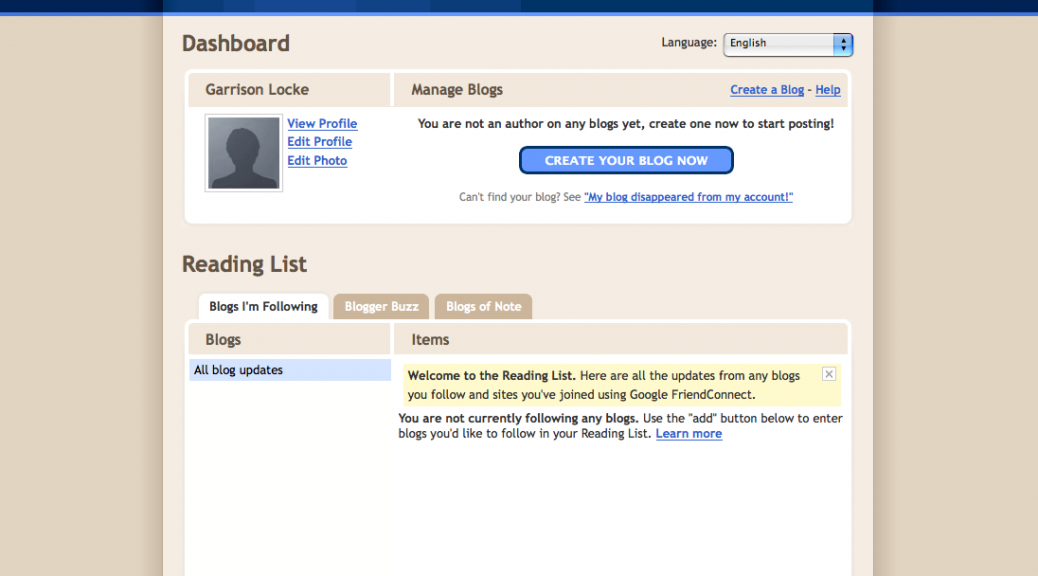 Dashboard
Language: English
Garrison Locke
Manage Blogs
Create a Blog - Help
View Profile
Edit Profile
Edit Photo
You are not an author on any blogs yet, create one now to start posting!
CREATE YOUR BLOG NOW
Can't find your blog? See "My blog disappeared from my account!"
Reading List
Blogs I'm Following
Blogger Buzz
Blogs of Note
Blogs
Items
All blog updates
Welcome to the Reading List. Here are all the updates from any blogs
you follow and sites you've joined using Google FriendConnect.
You are not currently following any blogs. Use the "add" button below to enter
blogs you'd like to follow in your Reading List. Learn more